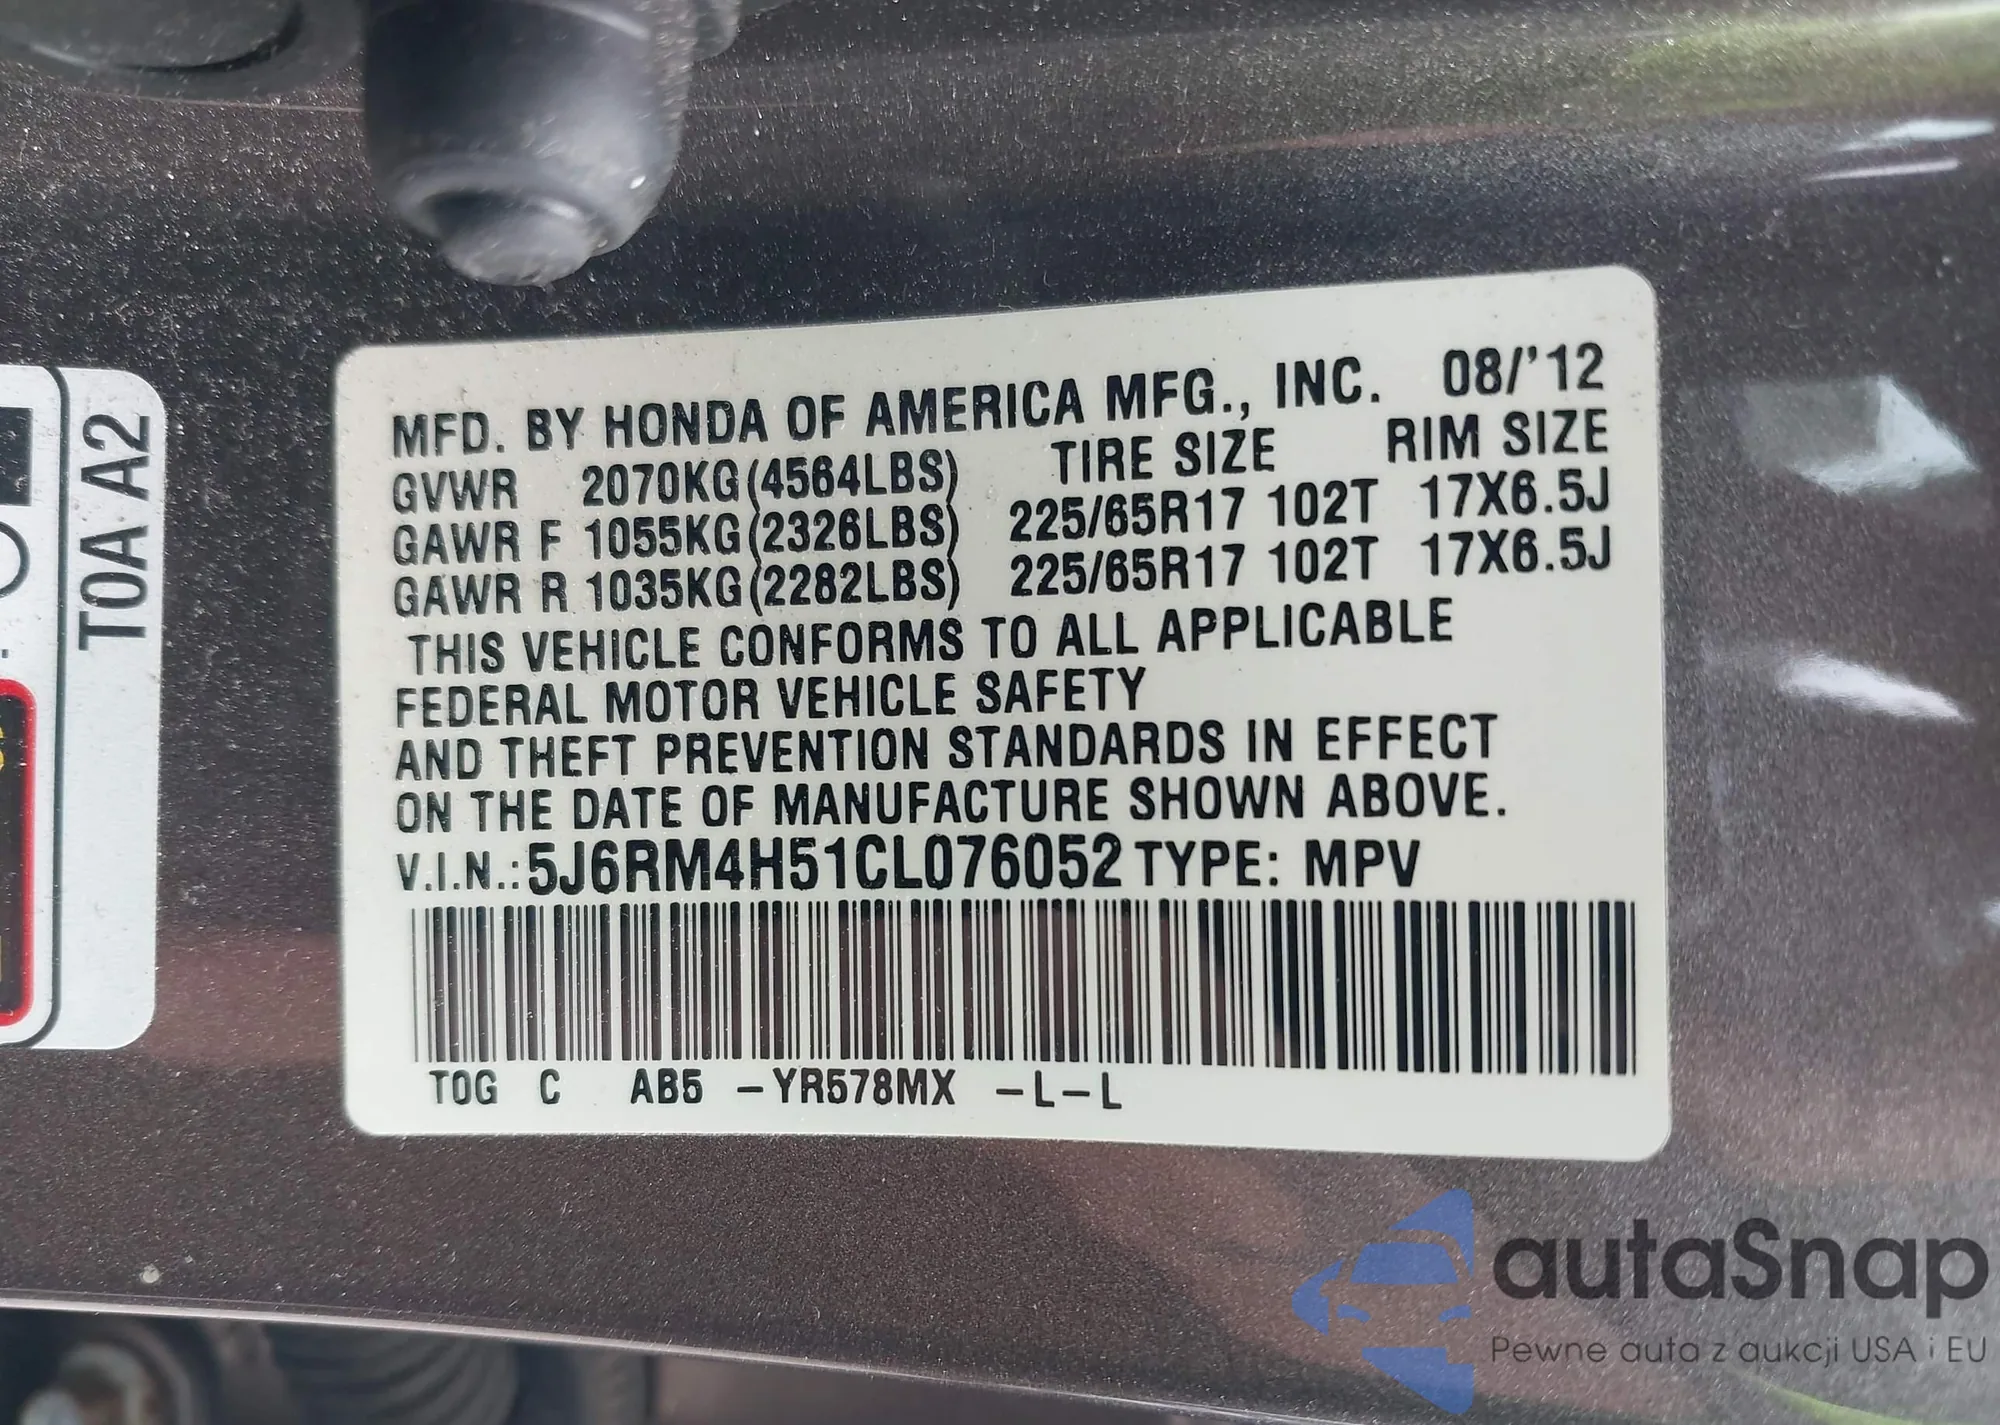 MFD. BY HONDA OF AMERICA MFG., INC. 08/'12
GVWR 2070KG(4564LBS) TIRE SIZE RIM SIZE
GAWR F 1055KG(2326LBS) 225/65R17 102T 17X6.5J
GAWR R 1035KG(2282LBS) 225/65R17 102T 17X6.5J
THIS VEHICLE CONFORMS TO ALL APPLICABLE
FEDERAL MOTOR VEHICLE SAFETY
AND THEFT PREVENTION STANDARDS IN EFFECT
ON THE DATE OF MANUFACTURE SHOWN ABOVE.
V.I.N.:5J6RM4H51CL076052 TYPE: MPV
T0G C AB5 -YR578MX -L-L
T0A A2
autaSnap
Pewne auta z aukcji USA i EU